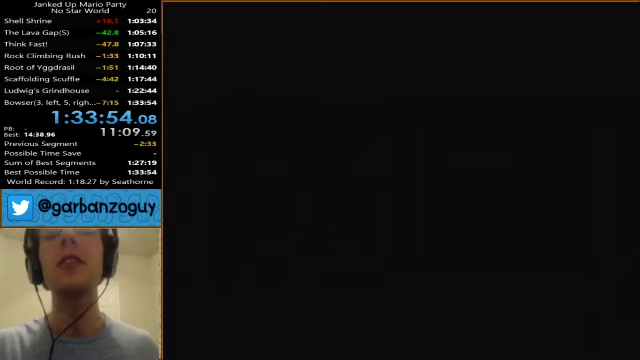 Janked Up Mario Party
No Star World 20
Shell Shrine +10.1 1:03:34
The Lava Gap(S) −42.8 1:05:16
Think Fast! −47.8 1:07:33
Rock Climbing Rush −1:33 1:10:11
Root of Yggdrasil −1:51 1:14:40
Scaffolding Scuffle −4:42 1:17:44
Ludwig's Grindhouse - 1:22:44
Bowser(3, left, 5, righ... −7:15 1:33:54
1:33:54.08
PB: -
Best: 14:38.96 11:09.59
Previous Segment −2:33
Possible Time Save -
Sum of Best Segments 1:27:19
Best Possible Time 1:33:54
World Record: 1:18:27 by Seathorne
@garbanzoguy